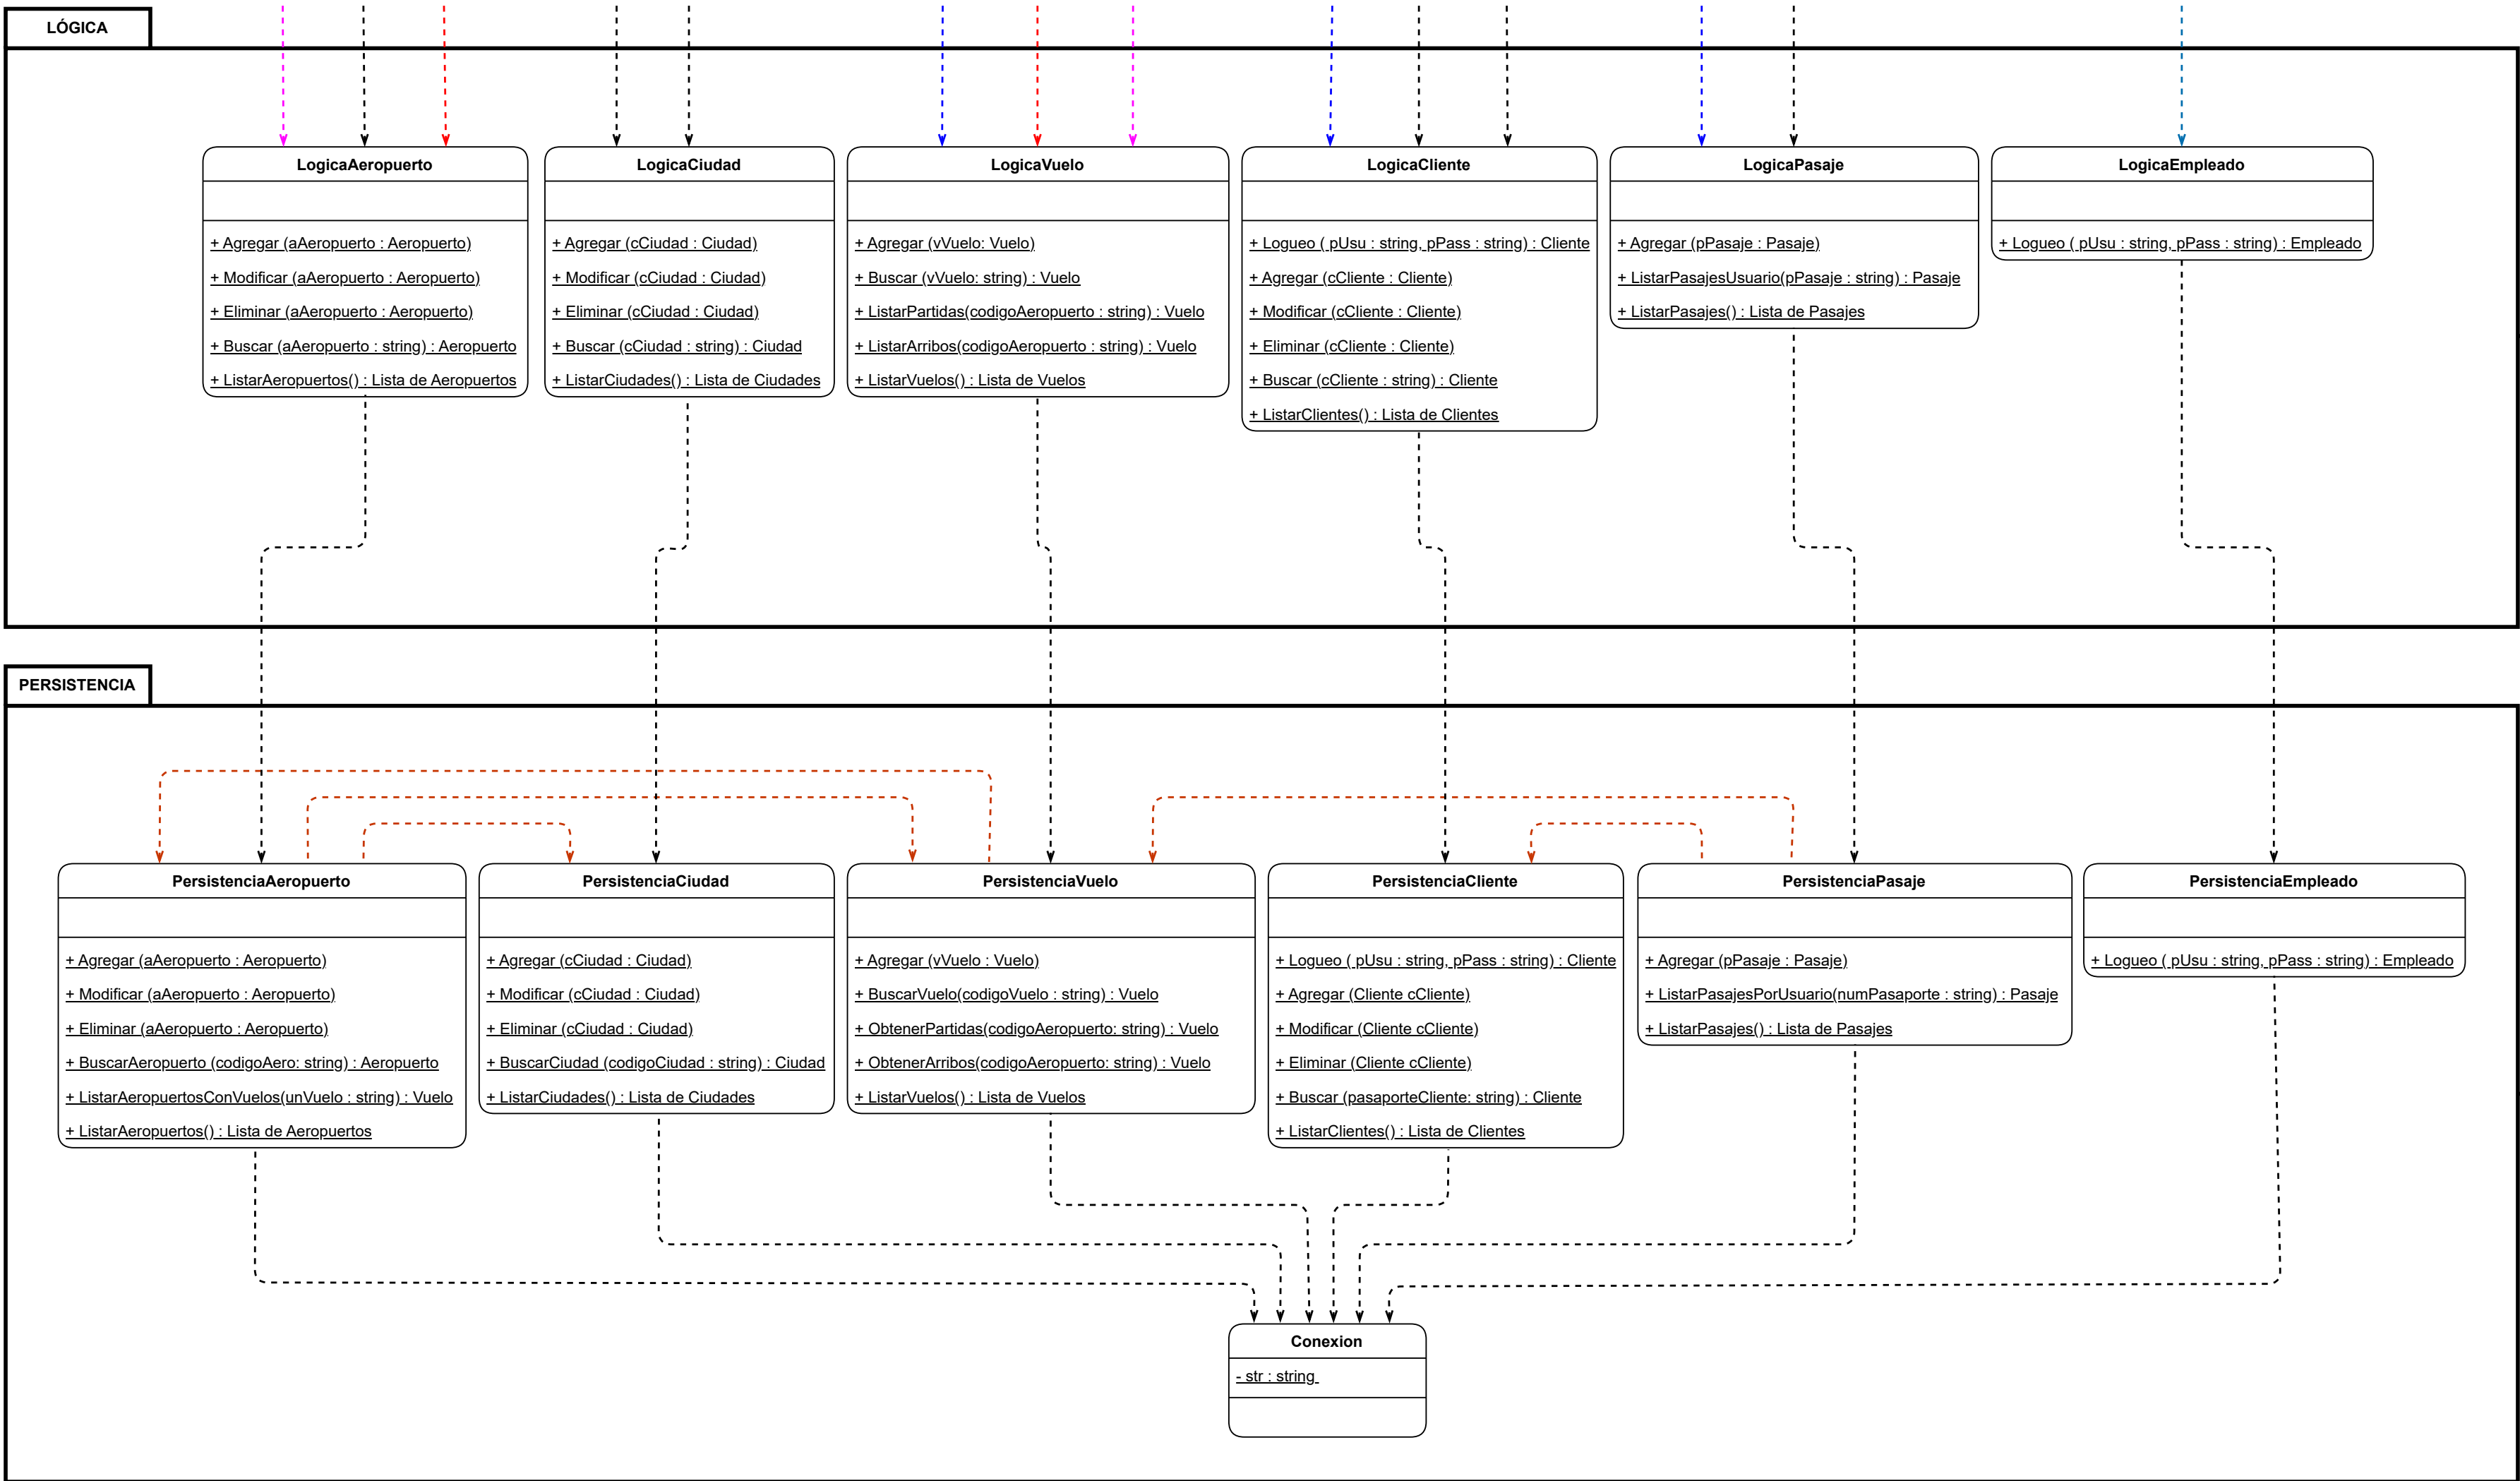 LÓGICA
LogicaAeropuerto
+ Agregar (aAeropuerto : Aeropuerto)
+ Modificar (aAeropuerto : Aeropuerto)
+ Eliminar (aAeropuerto : Aeropuerto)
+ Buscar (aAeropuerto : string) : Aeropuerto
+ ListarAeropuertos() : Lista de Aeropuertos
LogicaCiudad
+ Agregar (cCiudad : Ciudad)
+ Modificar (cCiudad : Ciudad)
+ Eliminar (cCiudad : Ciudad)
+ Buscar (cCiudad : string) : Ciudad
+ ListarCiudades() : Lista de Ciudades
LogicaVuelo
+ Agregar (vVuelo: Vuelo)
+ Buscar (vVuelo: string) : Vuelo
+ ListarPartidas(codigoAeropuerto : string) : Vuelo
+ ListarArribos(codigoAeropuerto : string) : Vuelo
+ ListarVuelos() : Lista de Vuelos
LogicaCliente
+ Logueo ( pUsu : string, pPass : string) : Cliente
+ Agregar (cCliente : Cliente)
+ Modificar (cCliente : Cliente)
+ Eliminar (cCliente : Cliente)
+ Buscar (cCliente : string) : Cliente
+ ListarClientes() : Lista de Clientes
LogicaPasaje
+ Agregar (pPasaje : Pasaje)
+ ListarPasajesUsuario(pPasaje : string) : Pasaje
+ ListarPasajes() : Lista de Pasajes
LogicaEmpleado
+ Logueo ( pUsu : string, pPass : string) : Empleado
PERSISTENCIA
PersistenciaAeropuerto
+ Agregar (aAeropuerto : Aeropuerto)
+ Modificar (aAeropuerto : Aeropuerto)
+ Eliminar (aAeropuerto : Aeropuerto)
+ BuscarAeropuerto (codigoAero: string) : Aeropuerto
+ ListarAeropuertosConVuelos(unVuelo : string) : Vuelo
+ ListarAeropuertos() : Lista de Aeropuertos
PersistenciaCiudad
+ Agregar (cCiudad : Ciudad)
+ Modificar (cCiudad : Ciudad)
+ Eliminar (cCiudad : Ciudad)
+ BuscarCiudad (codigoCiudad : string) : Ciudad
+ ListarCiudades() : Lista de Ciudades
PersistenciaVuelo
+ Agregar (vVuelo : Vuelo)
+ BuscarVuelo(codigoVuelo : string) : Vuelo
+ ObtenerPartidas(codigoAeropuerto: string) : Vuelo
+ ObtenerArribos(codigoAeropuerto: string) : Vuelo
+ ListarVuelos() : Lista de Vuelos
PersistenciaCliente
+ Logueo ( pUsu : string, pPass : string) : Cliente
+ Agregar (Cliente cCliente)
+ Modificar (Cliente cCliente)
+ Eliminar (Cliente cCliente)
+ Buscar (pasaporteCliente: string) : Cliente
+ ListarClientes() : Lista de Clientes
PersistenciaPasaje
+ Agregar (pPasaje : Pasaje)
+ ListarPasajesPorUsuario(numPasaporte : string) : Pasaje
+ ListarPasajes() : Lista de Pasajes
PersistenciaEmpleado
+ Logueo ( pUsu : string, pPass : string) : Empleado
Conexion
- str : string